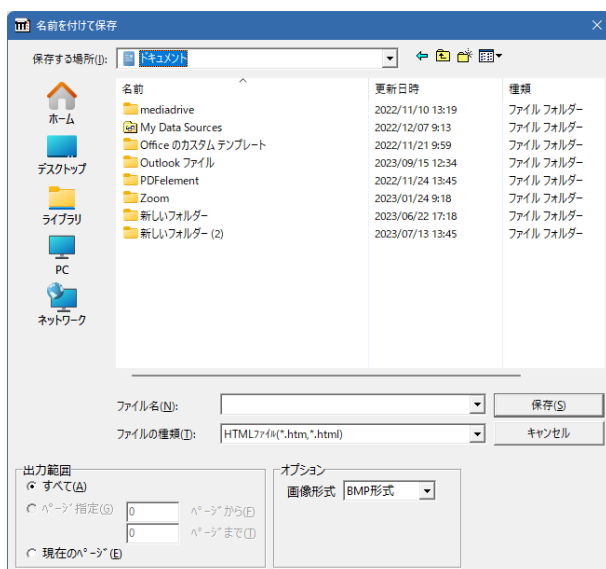 名前を付けて保存
保存する場所(I): ドキュメント
ホーム
デスクトップ
ライブラリ
PC
ネットワーク
名前 更新日時 種類
mediadrive 2022/11/10 13:19 ファイル フォルダー
My Data Sources 2022/12/07 9:13 ファイル フォルダー
Office のカスタム テンプレート 2022/11/21 9:59 ファイル フォルダー
Outlook ファイル 2023/09/15 12:34 ファイル フォルダー
PDFelement 2022/11/24 13:45 ファイル フォルダー
Zoom 2023/01/24 9:18 ファイル フォルダー
新しいフォルダー 2023/06/22 17:18 ファイル フォルダー
新しいフォルダー (2) 2023/07/13 13:45 ファイル フォルダー
ファイル名(N): 保存(S)
ファイルの種類(T): HTMLファイル(*.htm,*.html) キャンセル
出力範囲
すべて(A)
ページ指定(G) 0 ページから(F)
0 ページまで(T)
現在のページ(E)
オプション
画像形式 BMP形式